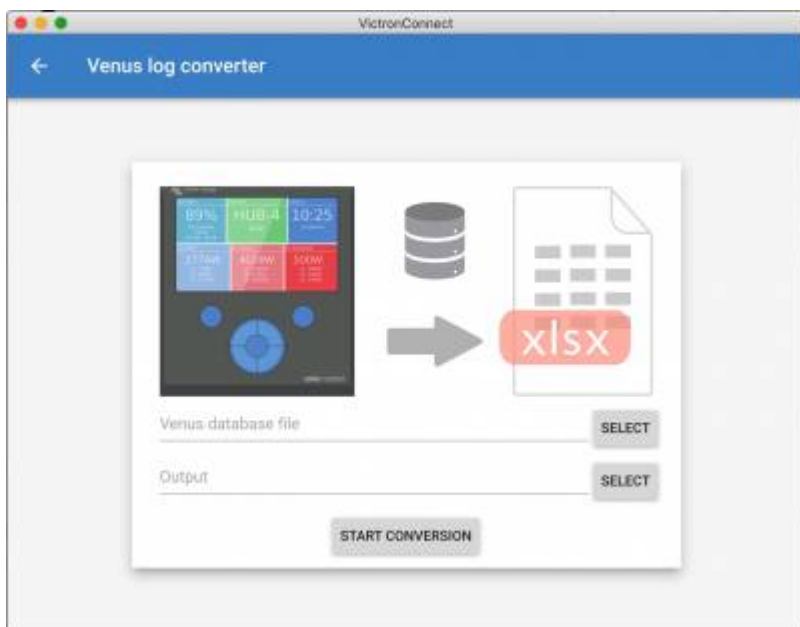 VictronConnect
Venus log converter
89%
HUB-4
10:25
xlsx
Venus database file
SELECT
Output
SELECT
START CONVERSION